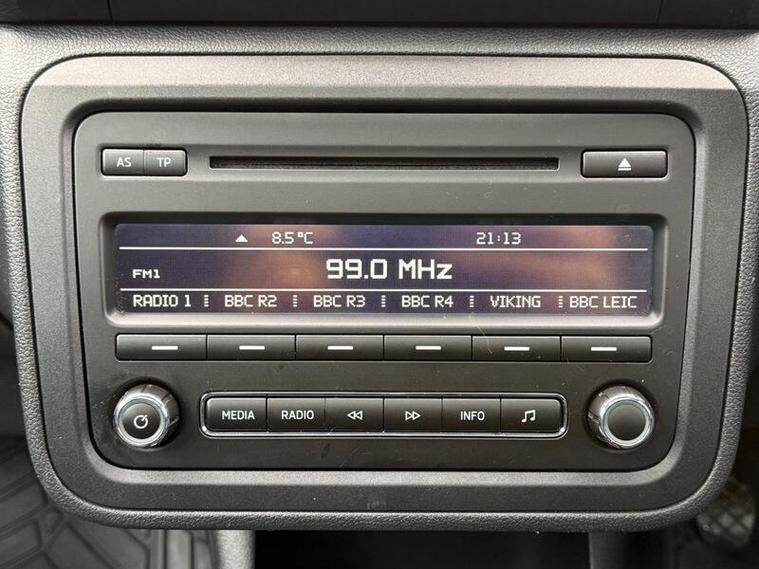 AS TP
8.5°C 21:13
FM1 99.0 MHz
RADIO 1 BBC R2 BBC R3 BBC R4 VIKING BBC LEIC
MEDIA RADIO INFO